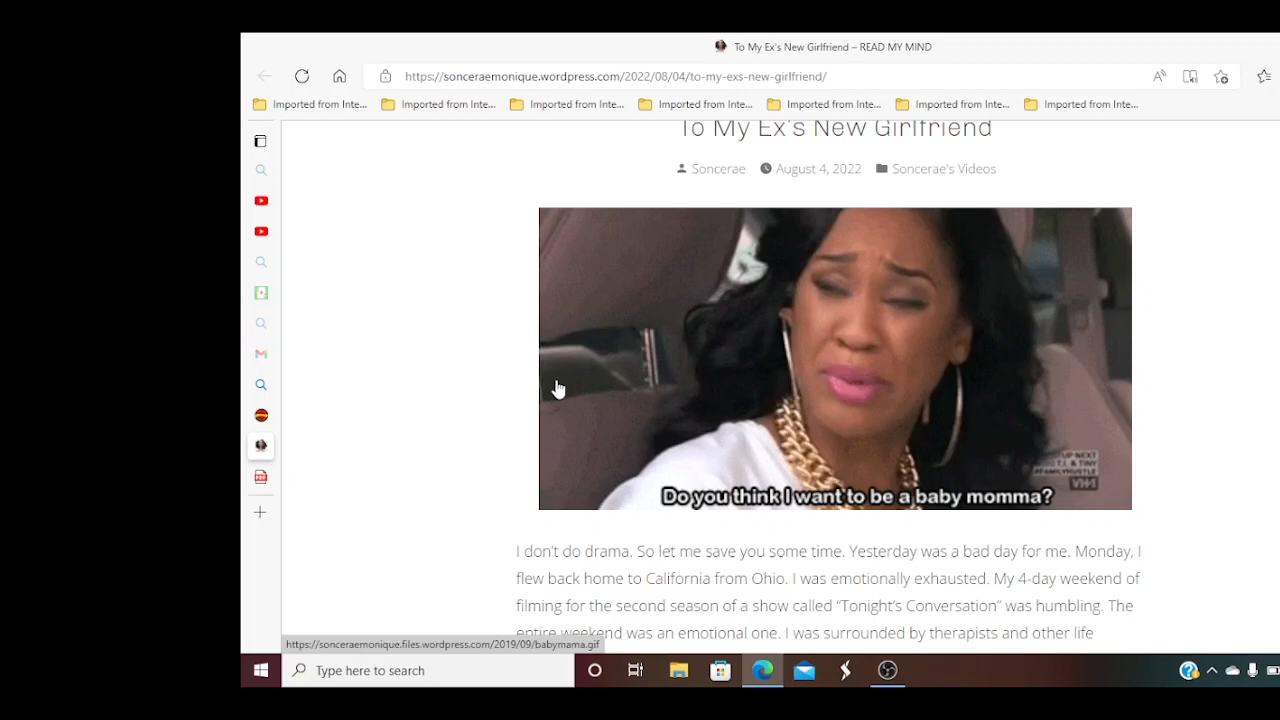 To My Ex's New Girlfriend – READ MY MIND
https://sonceraemonique.wordpress.com/2022/08/04/to-my-exs-new-girlfriend/
Imported from Inte... Imported from Inte... Imported from Inte... Imported from Inte... Imported from Inte... Imported from Inte... Imported from Inte...
To My Ex's New Girlfriend
Soncerae August 4, 2022 Soncerae's Videos
UP NEXT
T.I. & TINY
#FAMILYHUSTLE
VH1
Do you think I want to be a baby momma?
I don't do drama. So let me save you some time. Yesterday was a bad day for me. Monday, I
flew back home to California from Ohio. I was emotionally exhausted. My 4-day weekend of
filming for the second season of a show called “Tonight's Conversation” was humbling. The
entire weekend was an emotional one. I was surrounded by therapists and other life
https://sonceraemonique.files.wordpress.com/2019/09/babymama.gif
Type here to search